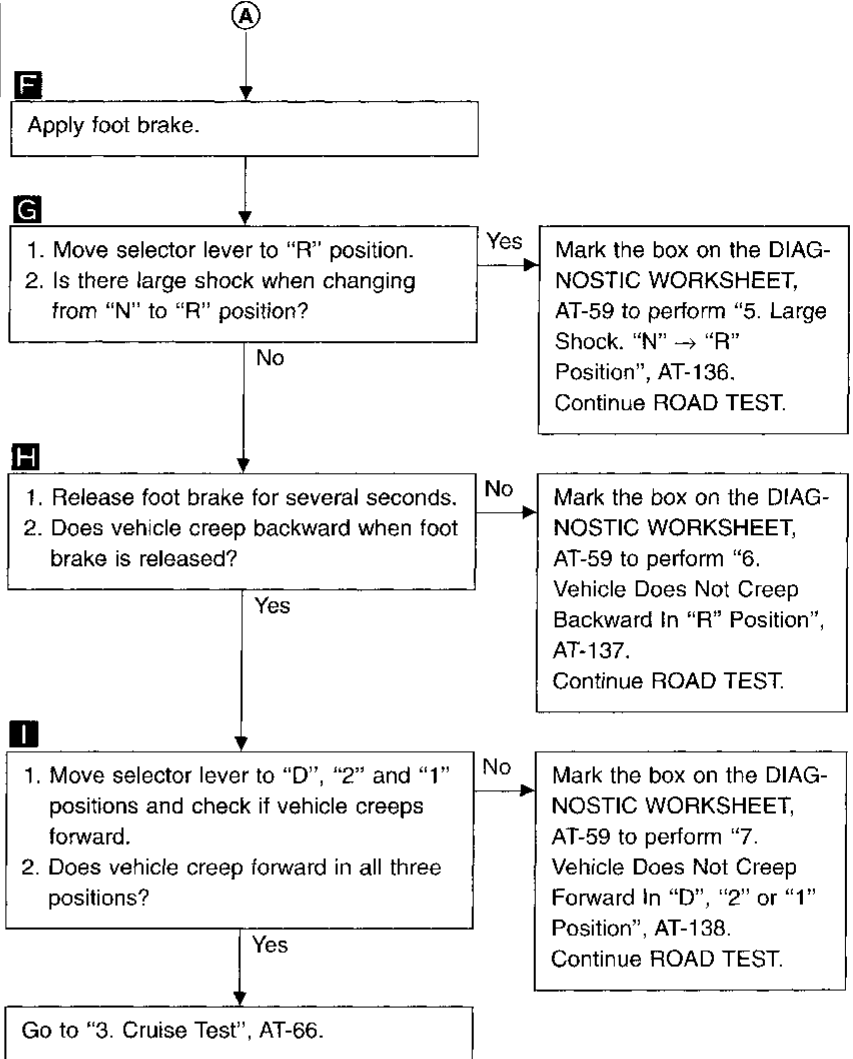 A
F
Apply foot brake.
G
1. Move selector lever to “R” position.
2. Is there large shock when changing
from “N” to “R” position?
Yes
Mark the box on the DIAG-
NOSTIC WORKSHEET,
AT-59 to perform “5. Large
Shock. “N” → “R”
Position”, AT-136.
Continue ROAD TEST.
No
H
1. Release foot brake for several seconds.
2. Does vehicle creep backward when foot
brake is released?
No
Mark the box on the DIAG-
NOSTIC WORKSHEET,
AT-59 to perform “6.
Vehicle Does Not Creep
Backward In “R” Position”,
AT-137.
Continue ROAD TEST.
Yes
I
1. Move selector lever to “D”, “2” and “1”
positions and check if vehicle creeps
forward.
2. Does vehicle creep forward in all three
positions?
No
Mark the box on the DIAG-
NOSTIC WORKSHEET,
AT-59 to perform “7.
Vehicle Does Not Creep
Forward In “D”, “2” or “1”
Position”, AT-138.
Continue ROAD TEST.
Yes
Go to “3. Cruise Test”, AT-66.